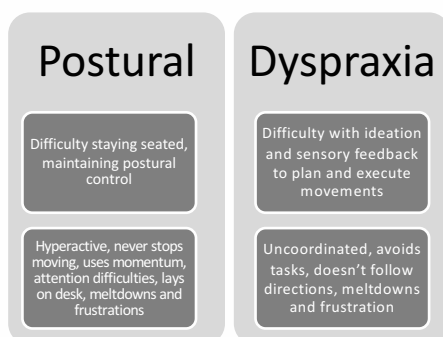 Postural
Difficulty staying seated,
maintaining postural
control
Hyperactive, never stops
moving, uses momentum,
attention difficulties, lays
on desk, meltdowns and
frustrations
Dyspraxia
Difficulty with ideation
and sensory feedback
to plan and execute
movements
Uncoordinated, avoids
tasks, doesn’t follow
directions, meltdowns
and frustration